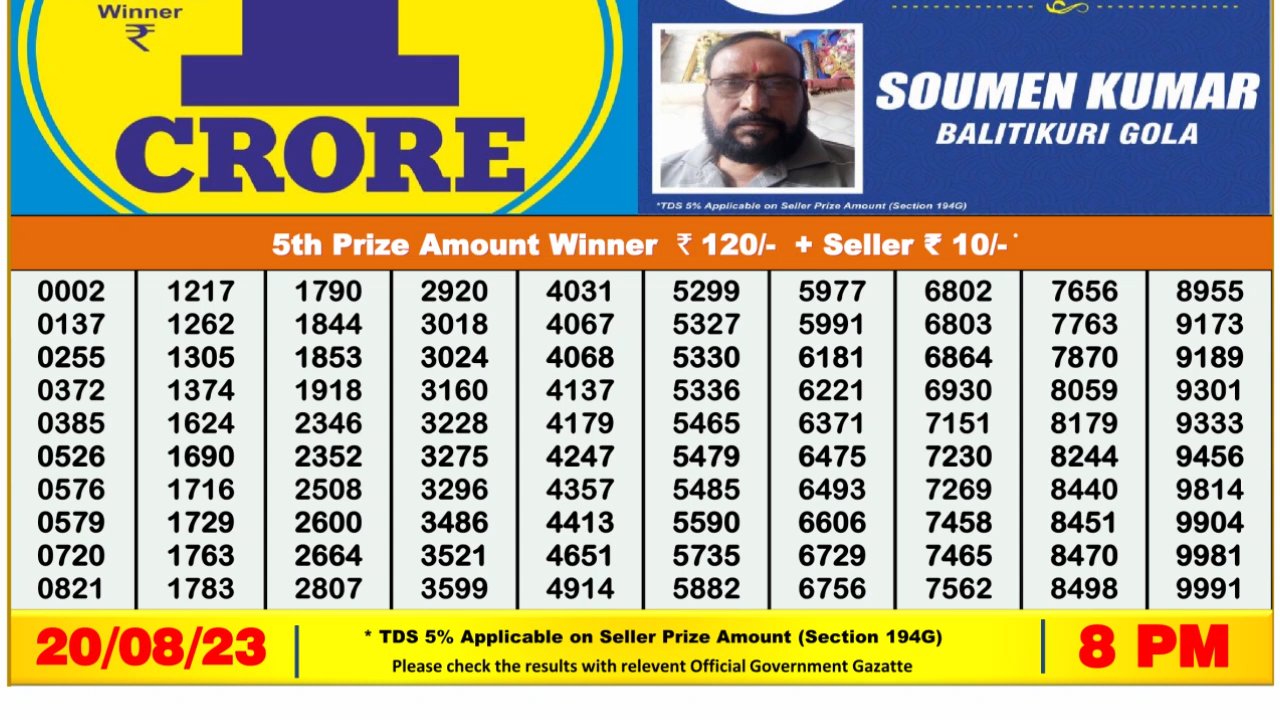 Winner
₹
1
CRORE
SOUMEN KUMAR
BALITIKURI GOLA
*TDS 5% Applicable on Seller Prize Amount (Section 194G)
5th Prize Amount Winner ₹ 120/- + Seller ₹ 10/-
0002 1217 1790 2920 4031 5299 5977 6802 7656 8955
0137 1262 1844 3018 4067 5327 5991 6803 7763 9173
0255 1305 1853 3024 4068 5330 6181 6864 7870 9189
0372 1374 1918 3160 4137 5336 6221 6930 8059 9301
0385 1624 2346 3228 4179 5465 6371 7151 8179 9333
0526 1690 2352 3275 4247 5479 6475 7230 8244 9456
0576 1716 2508 3296 4357 5485 6493 7269 8440 9814
0579 1729 2600 3486 4413 5590 6606 7458 8451 9904
0720 1763 2664 3521 4651 5735 6729 7465 8470 9981
0821 1783 2807 3599 4914 5882 6756 7562 8498 9991
20/08/23
* TDS 5% Applicable on Seller Prize Amount (Section 194G)
Please check the results with relevent Official Government Gazatte
8 PM